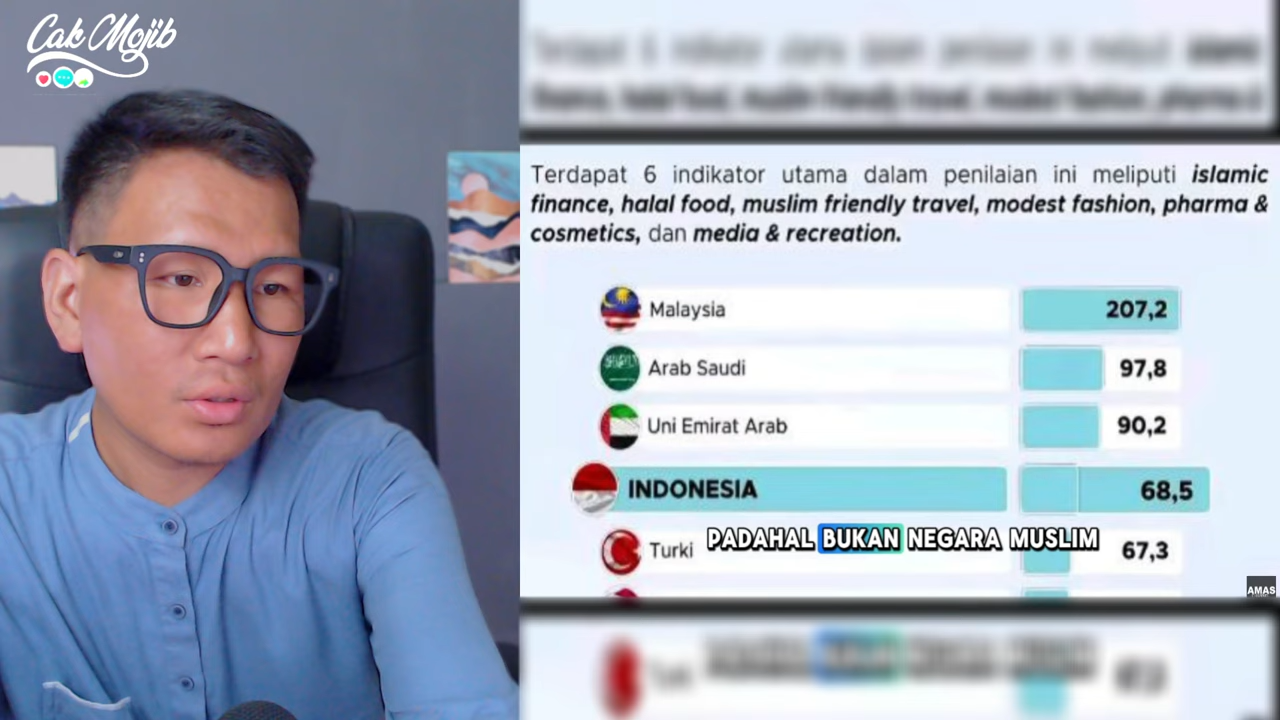 Cak Mojib
Terdapat 6 indikator utama dalam penilaian ini meliputi islamic
finance, halal food, muslim friendly travel, modest fashion, pharma &
cosmetics, dan media & recreation.
Malaysia 207,2
Arab Saudi 97,8
Uni Emirat Arab 90,2
INDONESIA 68,5
PADAHAL BUKAN NEGARA MUSLIM
Turki 67,3
AMAS